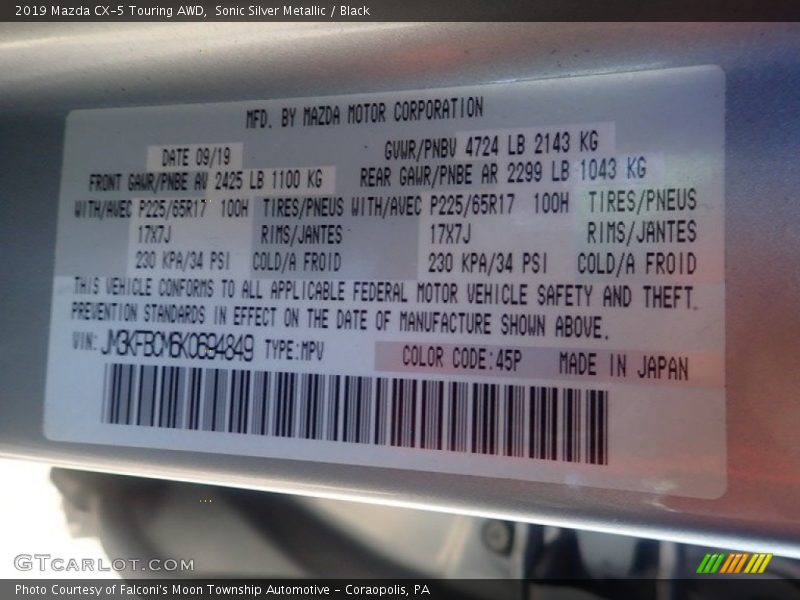 2019 Mazda CX-5 Touring AWD, Sonic Silver Metallic / Black
MFD. BY MAZDA MOTOR CORPORATION
DATE 09/19 GVWR/PNBV 4724 LB 2143 KG
FRONT GAWR/PNBE AV 2425 LB 1100 KG REAR GAWR/PNBE AR 2299 LB 1043 KG
WITH/AVEC P225/65R17 100H TIRES/PNEUS WITH/AVEC P225/65R17 100H TIRES/PNEUS
17X7J RIMS/JANTES 17X7J RIMS/JANTES
230 KPA/34 PSI COLD/A FROID 230 KPA/34 PSI COLD/A FROID
THIS VEHICLE CONFORMS TO ALL APPLICABLE FEDERAL MOTOR VEHICLE SAFETY AND THEFT
PREVENTION STANDARDS IN EFFECT ON THE DATE OF MANUFACTURE SHOWN ABOVE.
VIN: JM3KFBCM6K0694849 TYPE:MPV COLOR CODE:45P MADE IN JAPAN
GTCARLOT.COM
Photo Courtesy of Falconi's Moon Township Automotive - Coraopolis, PA